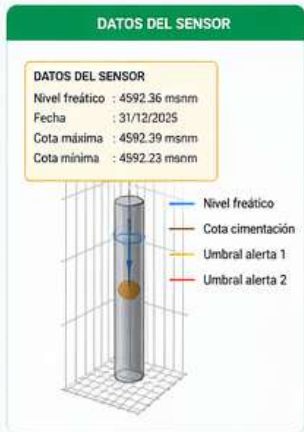 DATOS DEL SENSOR
DATOS DEL SENSOR
Nivel freático : 4592.36 msnm
Fecha : 31/12/2025
Cota máxima : 4592.39 msnm
Cota mínima : 4592.23 msnm
Nivel freático
Cota cimentación
Umbral alerta 1
Umbral alerta 2